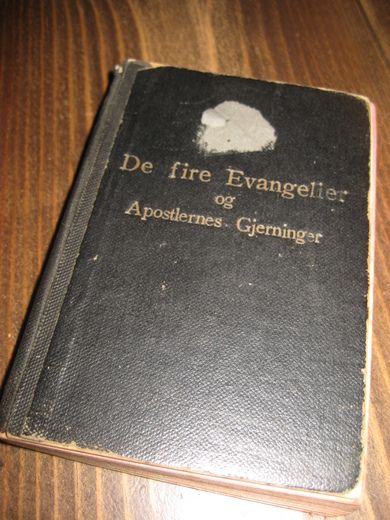 De fire Evangelier
og
Apostlernes Gjerninger